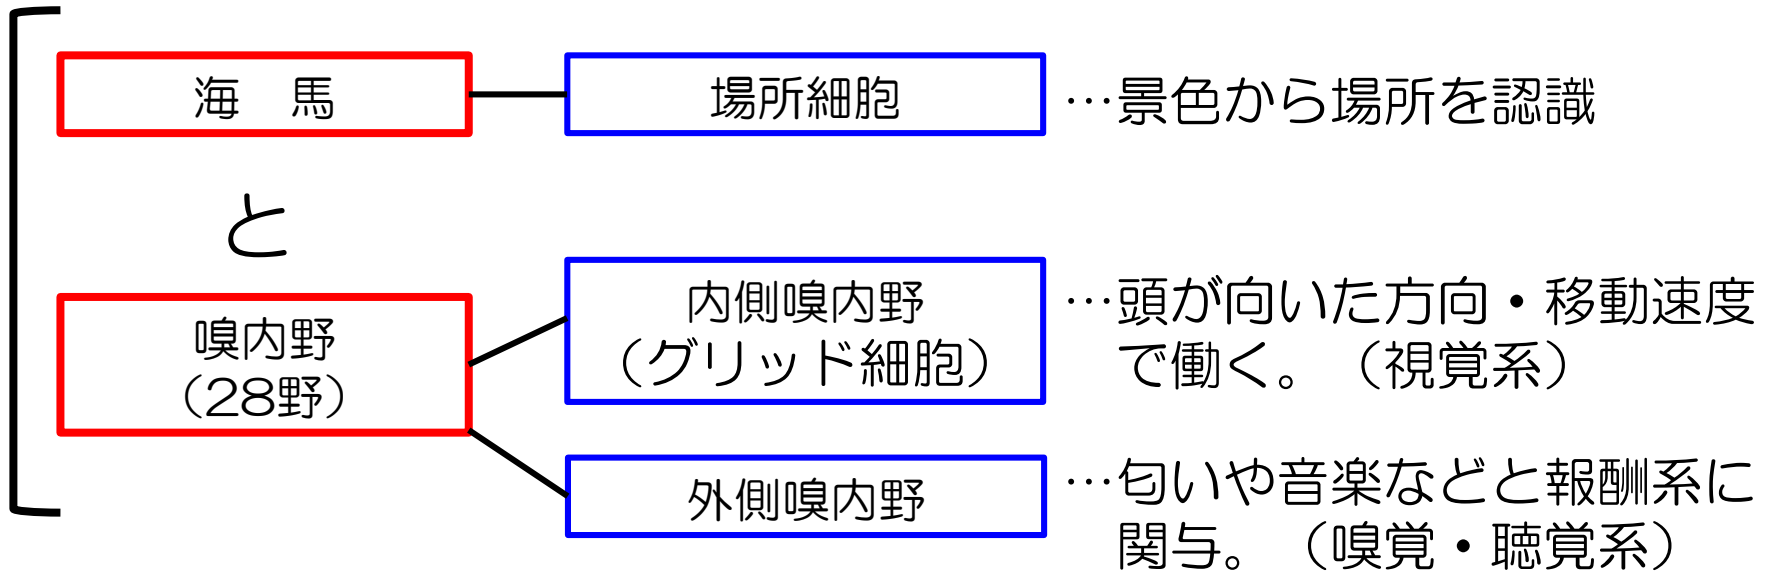 海　馬
場所細胞
…景色から場所を認識
と
嗅内野
（28野）
内側嗅内野
（グリッド細胞）
…頭が向いた方向・移動速度
で働く。（視覚系）
外側嗅内野
…匂いや音楽などと報酬系に
関与。（嗅覚・聴覚系）